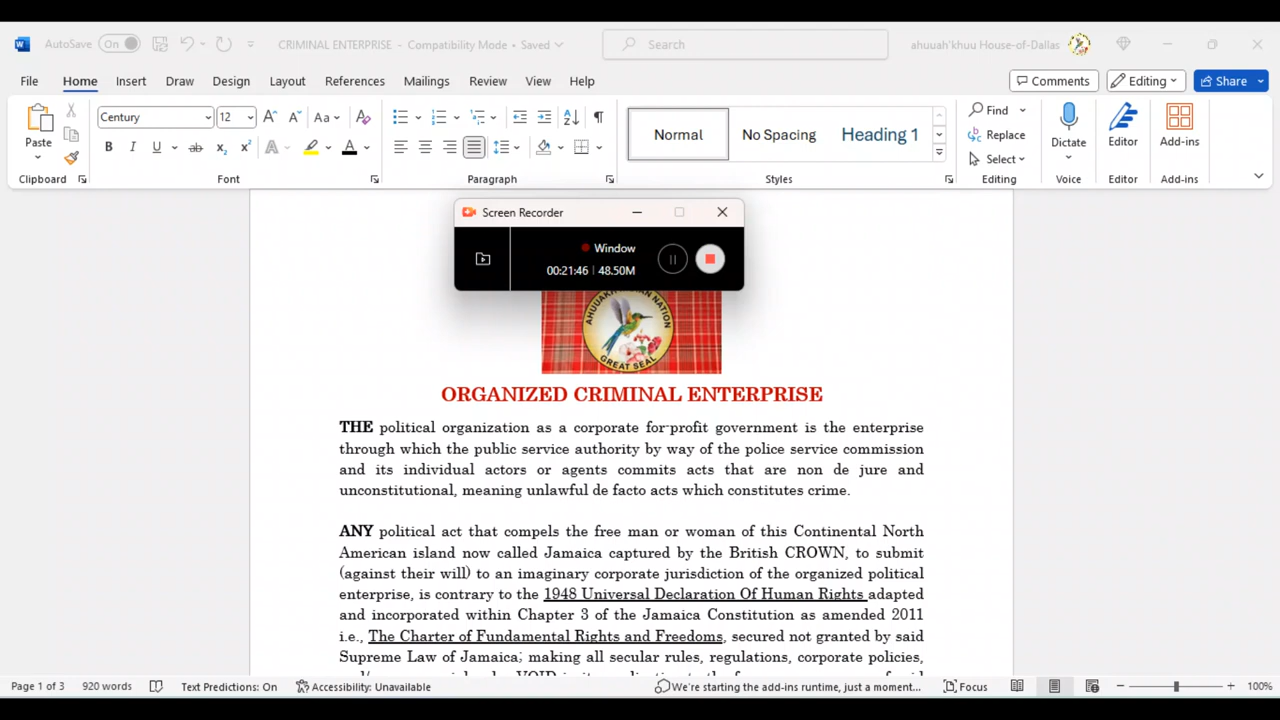 AutoSave On CRIMINAL ENTERPRISE - Compatibility Mode • Saved Search ahuuah'khuu House-of-Dallas
File Home Insert Draw Design Layout References Mailings Review View Help Comments Editing Share
Paste Century 12 Aa Normal No Spacing Heading 1 Find Replace Select Dictate Editor Add-ins
Clipboard Font Paragraph Styles Editing Voice Editor Add-ins
Screen Recorder
Window
00:21:46 48.50M
NATION
GREAT SEAL
ORGANIZED CRIMINAL ENTERPRISE
THE political organization as a corporate for-profit government is the enterprise
through which the public service authority by way of the police service commission
and its individual actors or agents commits acts that are non de jure and
unconstitutional, meaning unlawful de facto acts which constitutes crime.
ANY political act that compels the free man or woman of this Continental North
American island now called Jamaica captured by the British CROWN, to submit
(against their will) to an imaginary corporate jurisdiction of the organized political
enterprise, is contrary to the 1948 Universal Declaration Of Human Rights adapted
and incorporated within Chapter 3 of the Jamaica Constitution as amended 2011
i.e., The Charter of Fundamental Rights and Freedoms, secured not granted by said
Supreme Law of Jamaica; making all secular rules, regulations, corporate policies,
Page 1 of 3 920 words Text Predictions: On Accessibility: Unavailable We're starting the add-ins runtime, just a moment... Focus 100%